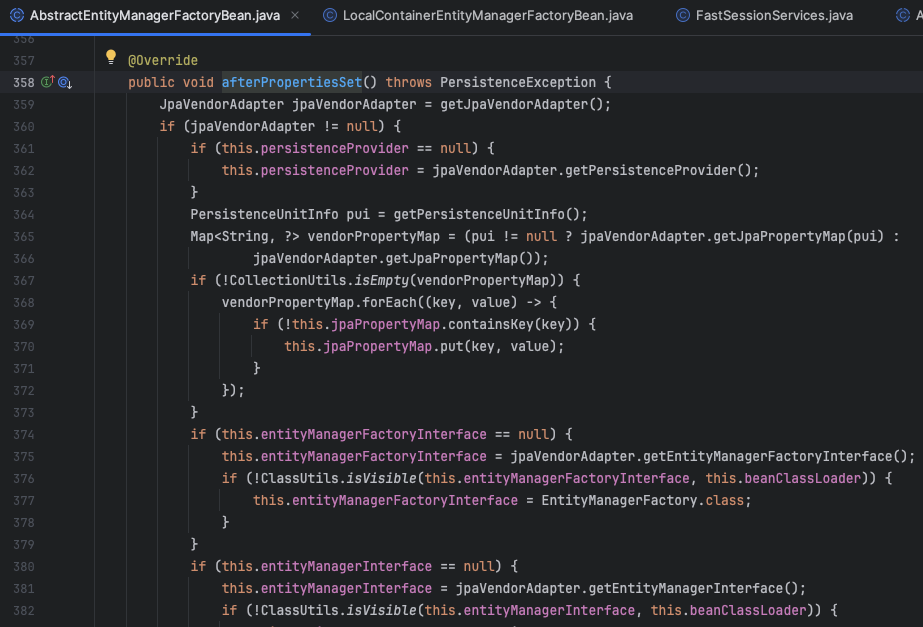 AbstractEntityManagerFactoryBean.java × LocalContainerEntityManagerFactoryBean.java FastSessionServices.java A
356
357 @Override
358 public void afterPropertiesSet() throws PersistenceException {
359 JpaVendorAdapter jpaVendorAdapter = getJpaVendorAdapter();
360 if (jpaVendorAdapter != null) {
361 if (this.persistenceProvider == null) {
362 this.persistenceProvider = jpaVendorAdapter.getPersistenceProvider();
363 }
364 PersistenceUnitInfo pui = getPersistenceUnitInfo();
365 Map<String, ?> vendorPropertyMap = (pui != null ? jpaVendorAdapter.getJpaPropertyMap(pui) :
366 jpaVendorAdapter.getJpaPropertyMap());
367 if (!CollectionUtils.isEmpty(vendorPropertyMap)) {
368 vendorPropertyMap.forEach((key, value) -> {
369 if (!this.jpaPropertyMap.containsKey(key)) {
370 this.jpaPropertyMap.put(key, value);
371 }
372 });
373 }
374 if (this.entityManagerFactoryInterface == null) {
375 this.entityManagerFactoryInterface = jpaVendorAdapter.getEntityManagerFactoryInterface();
376 if (!ClassUtils.isVisible(this.entityManagerFactoryInterface, this.beanClassLoader)) {
377 this.entityManagerFactoryInterface = EntityManagerFactory.class;
378 }
379 }
380 if (this.entityManagerInterface == null) {
381 this.entityManagerInterface = jpaVendorAdapter.getEntityManagerInterface();
382 if (!ClassUtils.isVisible(this.entityManagerInterface, this.beanClassLoader)) {